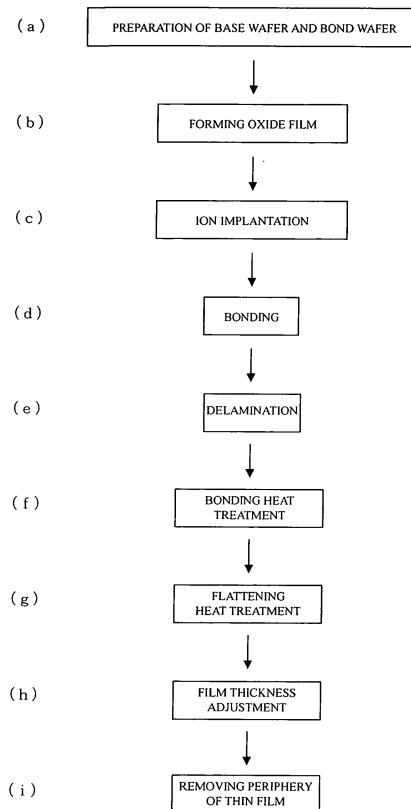 (a) PREPARATION OF BASE WAFER AND BOND WAFER
(b) FORMING OXIDE FILM
(c) ION IMPLANTATION
(d) BONDING
(e) DELAMINATION
(f) BONDING HEAT
TREATMENT
(g) FLATTENING
HEAT TREATMENT
(h) FILM THICKNESS
ADJUSTMENT
(i) REMOVING PERIPHERY
OF THIN FILM